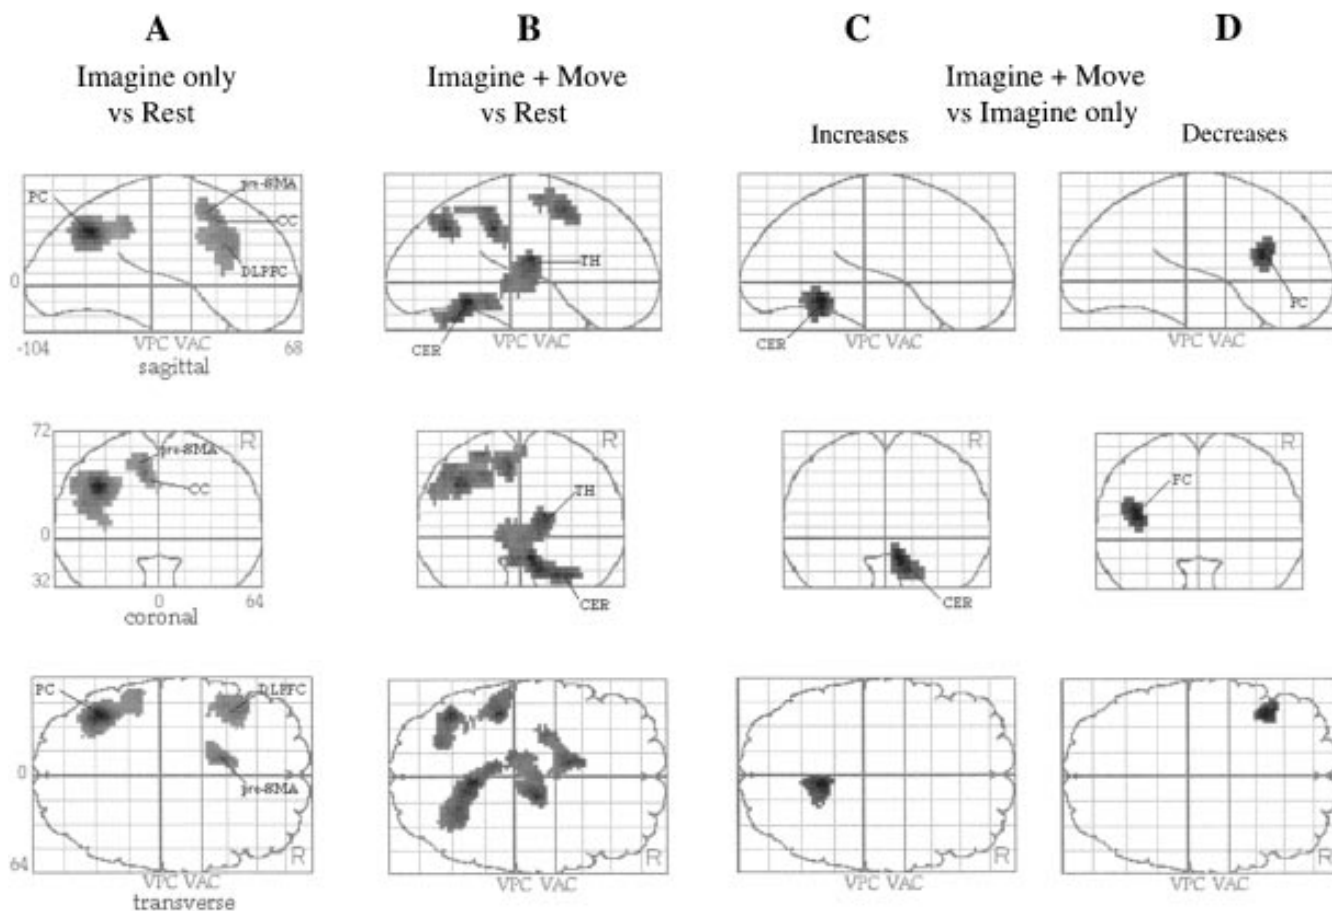 A
B
C
D
Imagine only
vs Rest
Imagine + Move
vs Rest
Imagine + Move
vs Imagine only
Increases
Decreases
PC
pre-SMA
CC
DLPFC
0
-104
VPC VAC
68
sagittal
TH
CER
VPC VAC
CER
VPC VAC
PC
VPC VAC
72
R
pre-SMA
CC
0
32
0
64
coronal
R
TH
CER
R
CER
R
FC
PC
DLPFC
0
pre-SMA
64
R
VPC VAC
transverse
R
VPC VAC
R
VPC VAC
R
VPC VAC